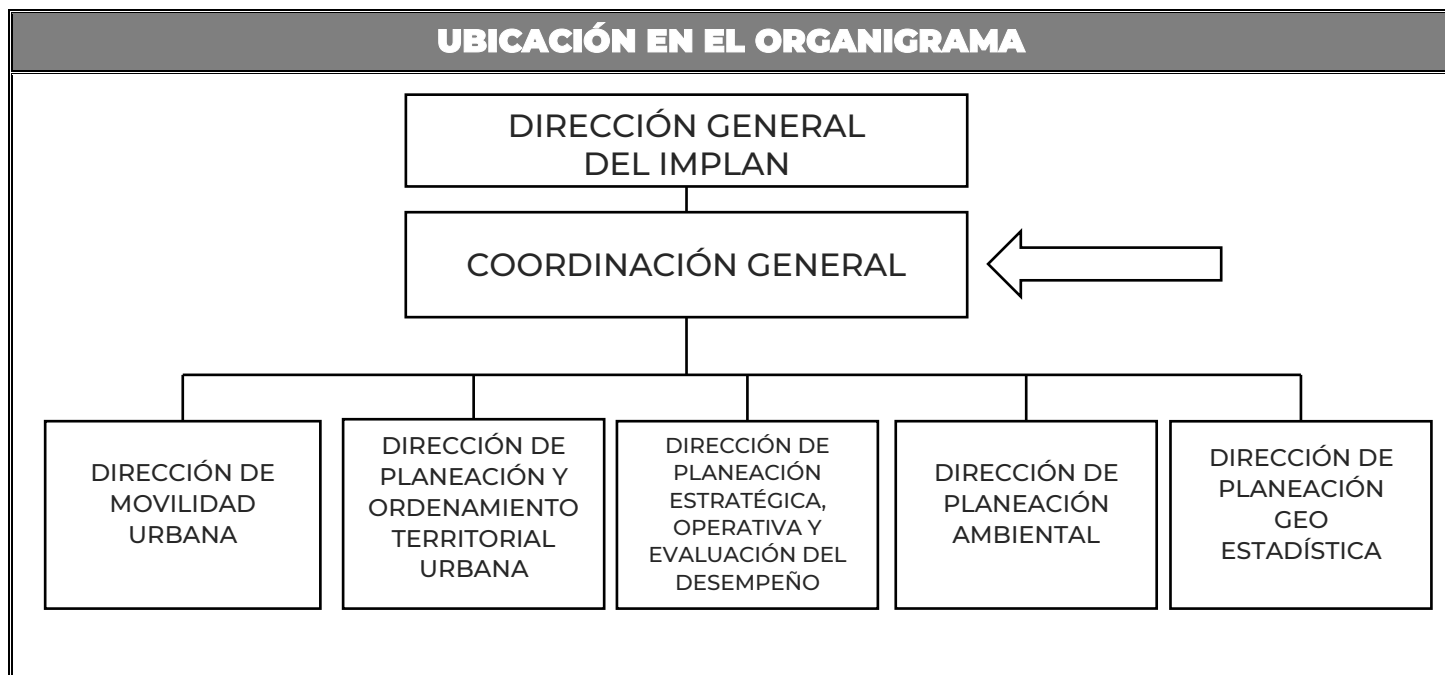 UBICACIÓN EN EL ORGANIGRAMA
DIRECCIÓN GENERAL
DEL IMPLAN
COORDINACIÓN GENERAL
DIRECCIÓN DE
MOVILIDAD
URBANA
DIRECCIÓN DE
PLANEACIÓN Y
ORDENAMIENTO
TERRITORIAL
URBANA
DIRECCIÓN DE
PLANEACIÓN
ESTRATÉGICA,
OPERATIVA Y
EVALUACIÓN DEL
DESEMPEÑO
DIRECCIÓN DE
PLANEACIÓN
AMBIENTAL
DIRECCIÓN DE
PLANEACIÓN
GEO
ESTADÍSTICA